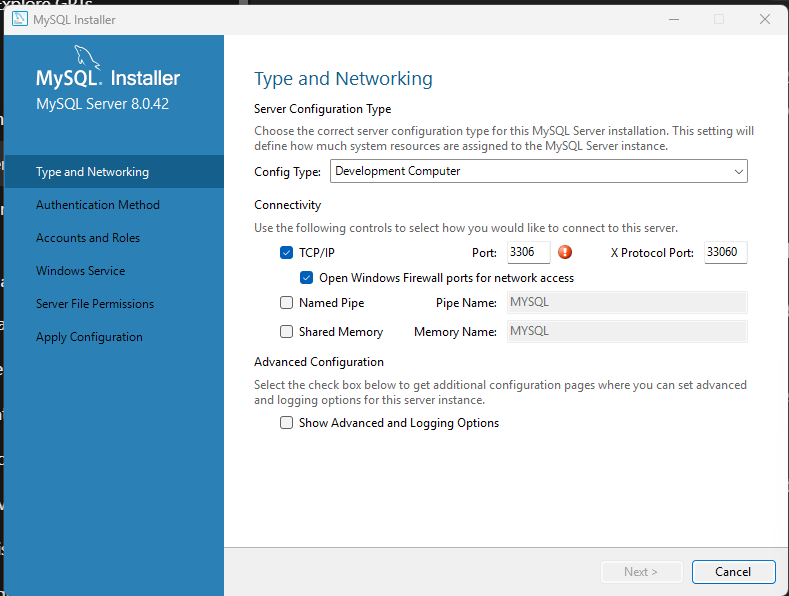 MySQL Installer
MySQL. Installer
MySQL Server 8.0.42
Type and Networking
Authentication Method
Accounts and Roles
Windows Service
Server File Permissions
Apply Configuration
Type and Networking
Server Configuration Type
Choose the correct server configuration type for this MySQL Server installation. This setting will
define how much system resources are assigned to the MySQL Server instance.
Config Type: Development Computer
Connectivity
Use the following controls to select how you would like to connect to this server.
TCP/IP Port: 3306 X Protocol Port: 33060
Open Windows Firewall ports for network access
Named Pipe Pipe Name: MYSQL
Shared Memory Memory Name: MYSQL
Advanced Configuration
Select the check box below to get additional configuration pages where you can set advanced
and logging options for this server instance.
Show Advanced and Logging Options
Next > Cancel